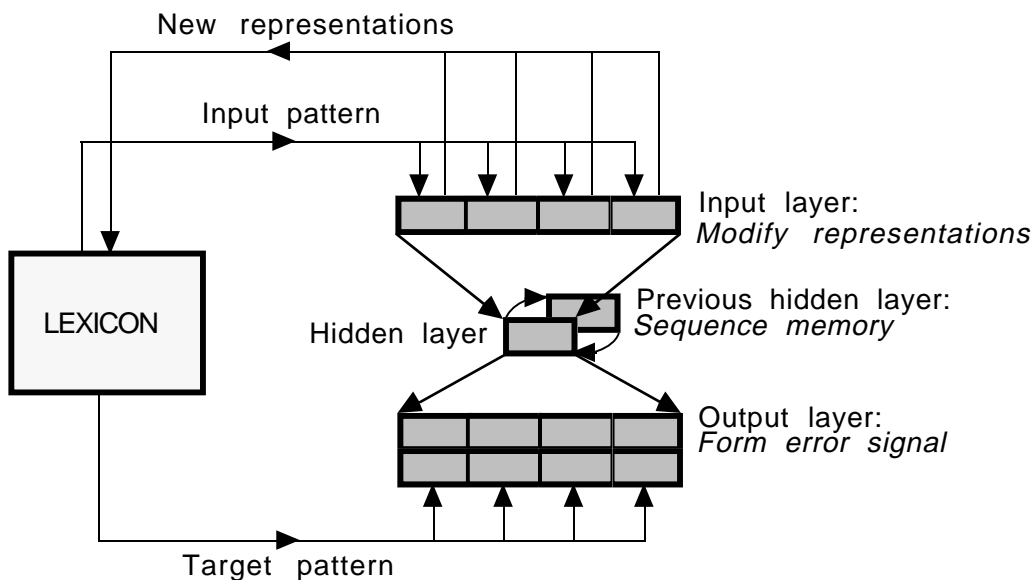 New representations
Input pattern
Input layer:
Modify representations
LEXICON
Hidden layer
Previous hidden layer:
Sequence memory
Output layer:
Form error signal
Target pattern